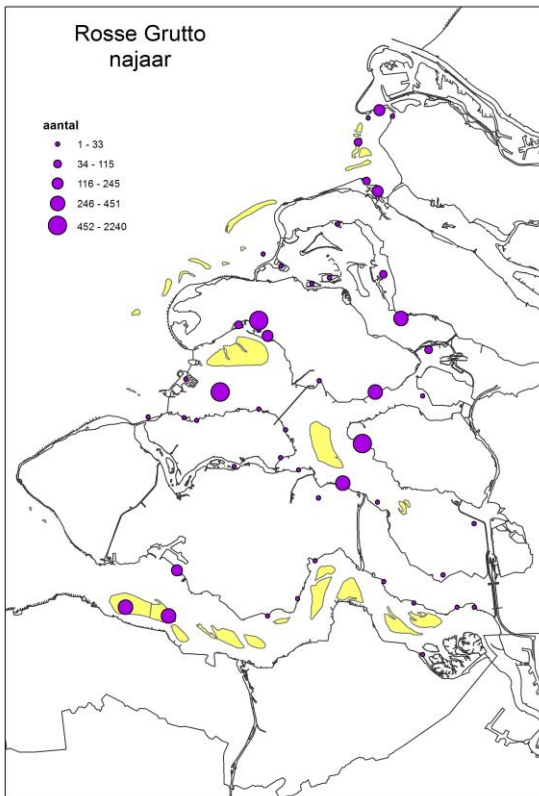 Rosse Grutto
najaar
aantal
1 - 33
34 - 115
116 - 245
246 - 451
452 - 2240